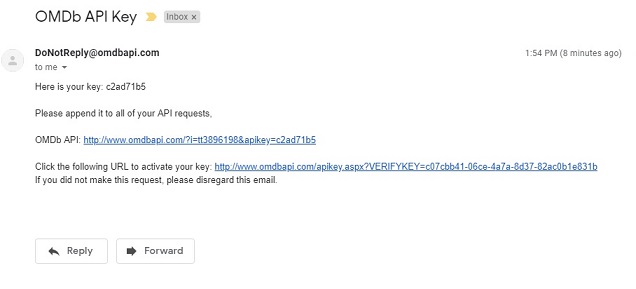 OMDb API Key
Inbox x
DoNotReply@omdbapi.com
1:54 PM (8 minutes ago)
to me
Here is your key: c2ad71b5
Please append it to all of your API requests,
OMDb API: http://www.omdbapi.com/?i=tt3896198&apikey=c2ad71b5
Click the following URL to activate your key: http://www.omdbapi.com/apikey.aspx?VERIFYKEY=c07cbb41-06ce-4a7a-8d37-82ac0b1e831b
If you did not make this request, please disregard this email.
Reply
Forward